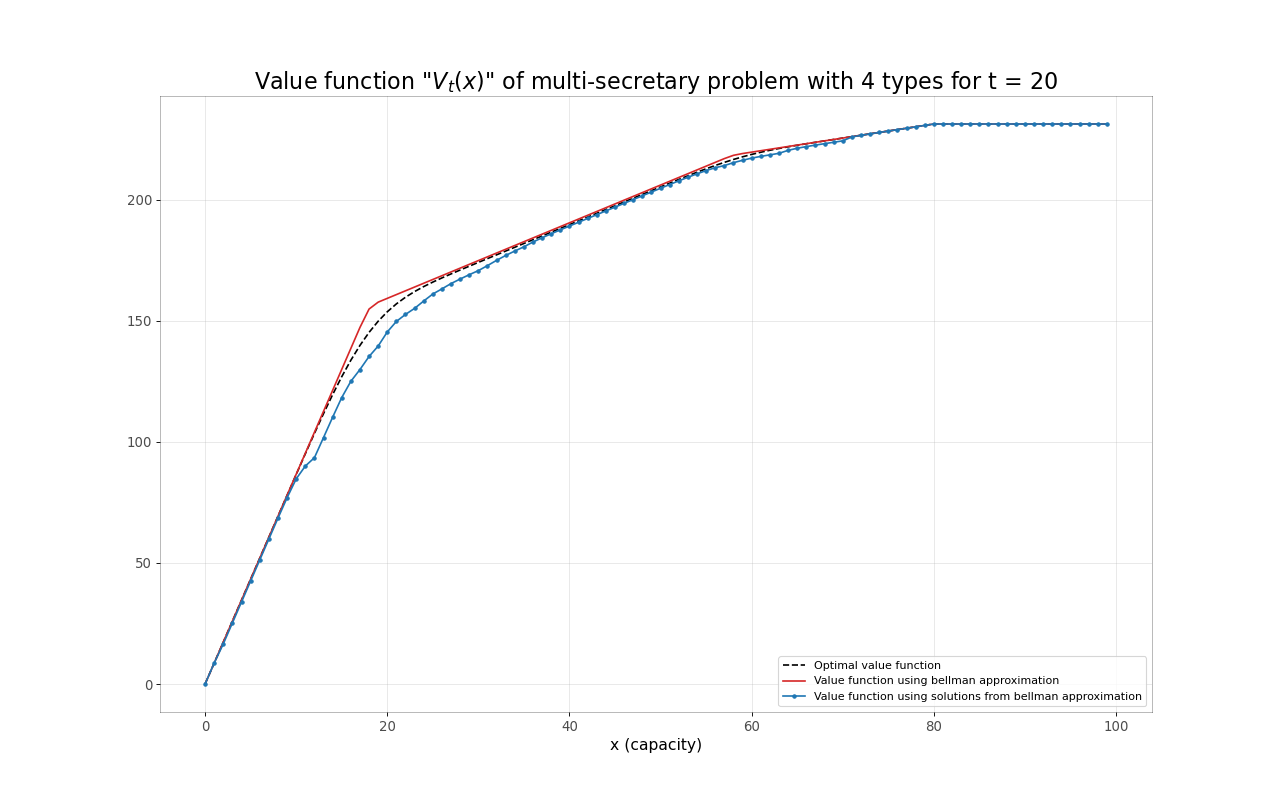 Value function "V_t(x)" of multi-secretary problem with 4 types for t = 20
200
150
100
50
0
0 20 40 60 80 100
x (capacity)
Optimal value function
Value function using bellman approximation
Value function using solutions from bellman approximation